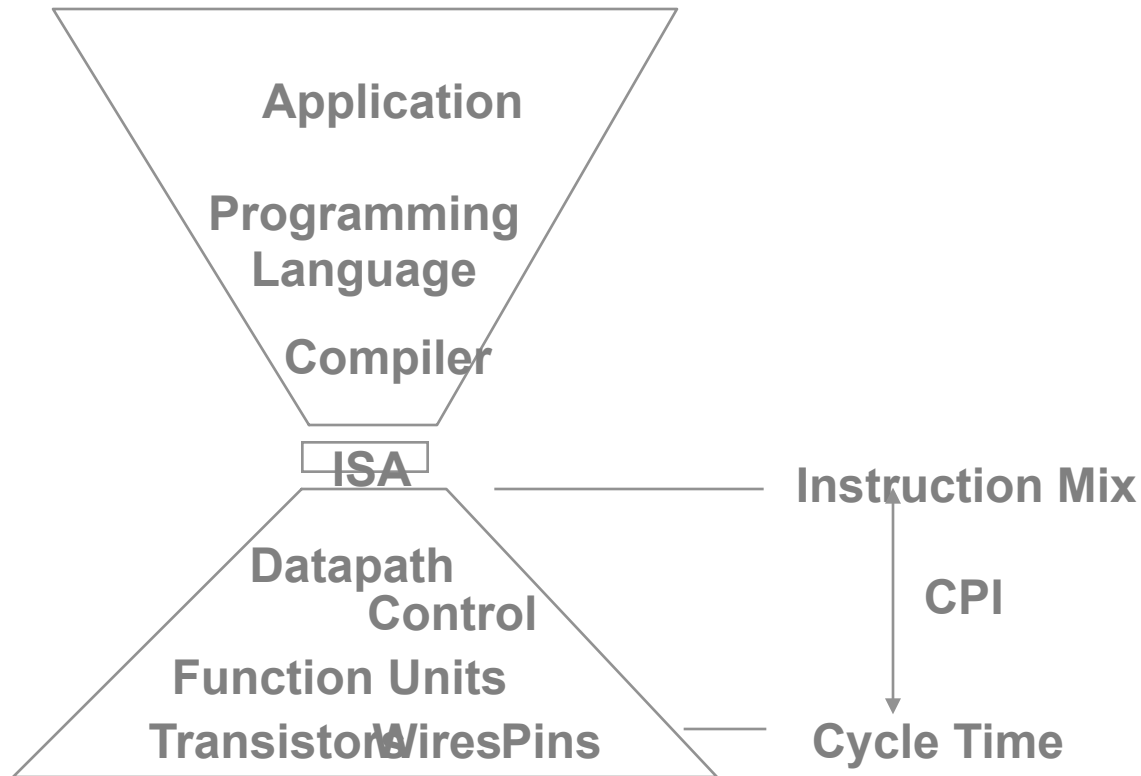 Application
Programming
Language
Compiler
ISA
Instruction Mix
Datapath
Control
CPI
Function Units
Transistors Wires Pins
Cycle Time